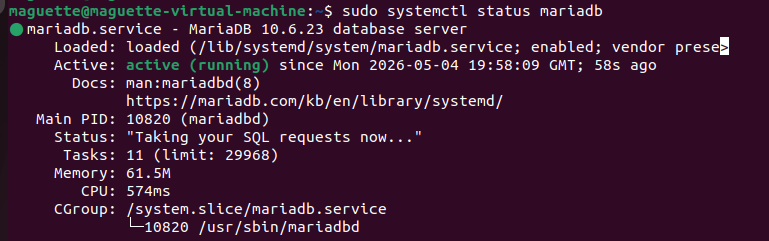 maguette@maguette-virtual-machine:~$ sudo systemctl status mariadb
● mariadb.service - MariaDB 10.6.23 database server
Loaded: loaded (/lib/systemd/system/mariadb.service; enabled; vendor prese>
Active: active (running) since Mon 2026-05-04 19:58:09 GMT; 58s ago
Docs: man:mariadbd(8)
https://mariadb.com/kb/en/library/systemd/
Main PID: 10820 (mariadbd)
Status: "Taking your SQL requests now..."
Tasks: 11 (limit: 29968)
Memory: 61.5M
CPU: 574ms
CGroup: /system.slice/mariadb.service
└─10820 /usr/sbin/mariadbd